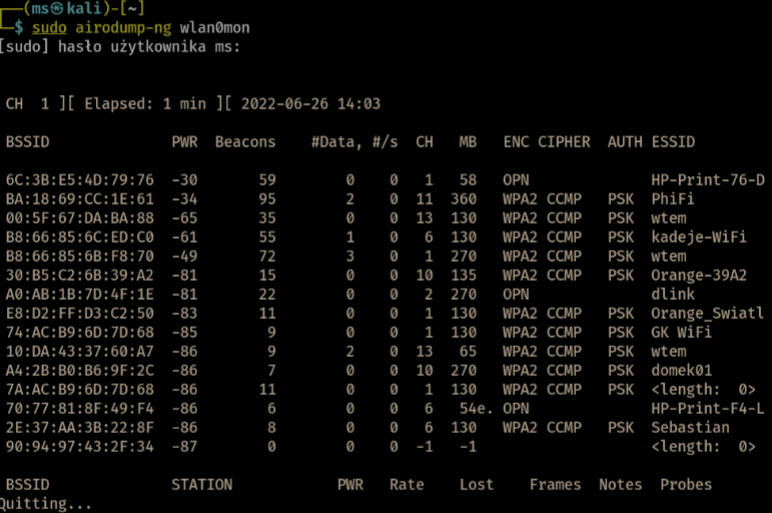 (ms㉿kali)-[~]
$ sudo airodump-ng wlan0mon
[sudo] hasło użytkownika ms:
CH 1 ][ Elapsed: 1 min ][ 2022-06-26 14:03
BSSID PWR Beacons #Data, #/s CH MB ENC CIPHER AUTH ESSID
6C:3B:E5:4D:79:76 -30 59 0 0 1 58 OPN HP-Print-76-D
BA:18:69:CC:1E:61 -34 95 2 0 11 360 WPA2 CCMP PSK PhiFi
00:5F:67:DA:BA:88 -65 35 0 0 13 130 WPA2 CCMP PSK wtem
B8:66:85:6C:ED:C0 -61 55 1 0 6 130 WPA2 CCMP PSK kadeje-WiFi
B8:66:85:6B:F8:70 -49 72 3 0 1 270 WPA2 CCMP PSK wtem
30:B5:C2:6B:39:A2 -81 15 0 0 10 135 WPA2 CCMP PSK Orange-39A2
A0:AB:1B:7D:4F:1E -81 22 0 0 2 270 OPN dlink
E8:D2:FF:D3:C2:50 -83 11 0 0 1 130 WPA2 CCMP PSK Orange_Swiatl
74:AC:B9:6D:7D:68 -85 9 0 0 1 130 WPA2 CCMP PSK GK WiFi
10:DA:43:37:60:A7 -86 9 2 0 13 65 WPA2 CCMP PSK wtem
A4:2B:B0:B6:9F:2C -86 7 0 0 10 270 WPA2 CCMP PSK domek01
7A:AC:B9:6D:7D:68 -86 11 0 0 1 130 WPA2 CCMP PSK <length: 0>
70:77:81:8F:49:F4 -86 6 0 0 6 54e. OPN HP-Print-F4-L
2E:37:AA:3B:22:8F -86 8 0 0 6 130 WPA2 CCMP PSK Sebastian
90:94:97:43:2F:34 -87 0 0 0 -1 -1 <length: 0>
BSSID STATION PWR Rate Lost Frames Notes Probes
Quitting...